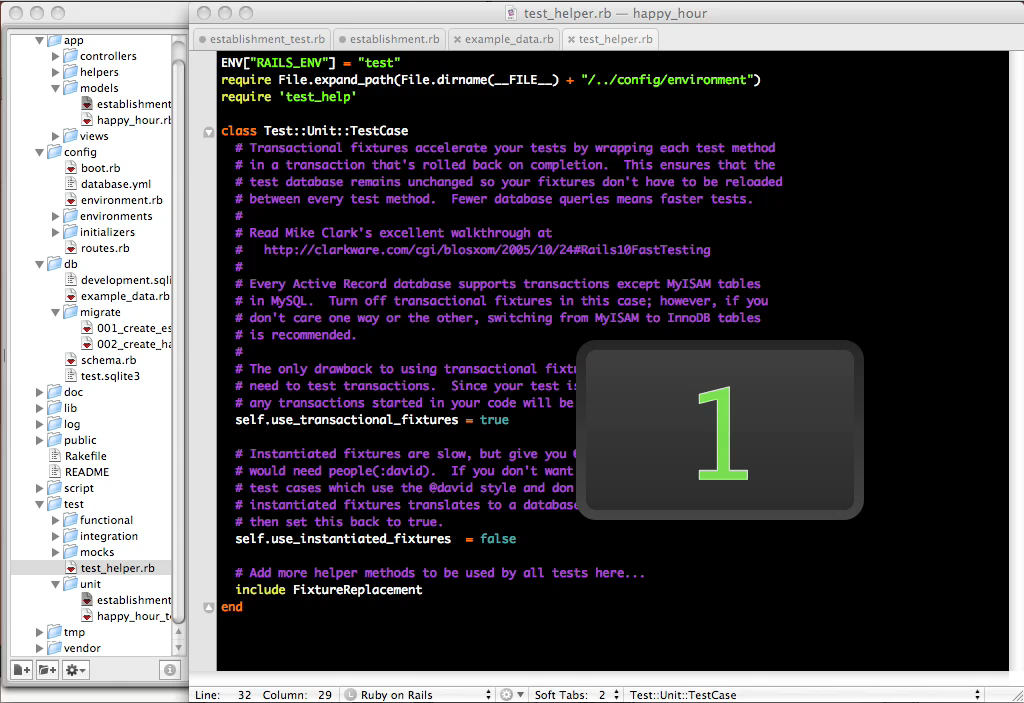 test_helper.rb — happy_hour
establishment_test.rb
establishment.rb
example_data.rb
test_helper.rb
app
controllers
helpers
models
establishment
happy_hour.rb
views
config
boot.rb
database.yml
environment.rb
environments
initializers
routes.rb
db
development.sqli
example_data.rb
migrate
001_create_es
002_create_ha
schema.rb
test.sqlite3
doc
lib
log
public
Rakefile
README
script
test
functional
integration
mocks
test_helper.rb
unit
establishment
happy_hour_t
tmp
vendor
ENV["RAILS_ENV"] = "test"
require File.expand_path(File.dirname(__FILE__) + "/../config/environment")
require 'test_help'
class Test::Unit::TestCase
# Transactional fixtures accelerate your tests by wrapping each test method
# in a transaction that's rolled back on completion.  This ensures that the
# test database remains unchanged so your fixtures don't have to be reloaded
# between every test method.  Fewer database queries means faster tests.
#
# Read Mike Clark's excellent walkthrough at
#   http://clarkware.com/cgi/blosxom/2005/10/24#Rails10FastTesting
#
# Every Active Record database supports transactions except MyISAM tables
# in MySQL.  Turn off transactional fixtures in this case; however, if you
# don't care one way or the other, switching from MyISAM to InnoDB tables
# is recommended.
#
# The only drawback to using transactional fixt
# need to test transactions.  Since your test is
# any transactions started in your code will be
self.use_transactional_fixtures = true
# Instantiated fixtures are slow, but give you
# would need people(:david).  If you don't want
# test cases which use the @david style and don
# instantiated fixtures translates to a database
# then set this back to true.
self.use_instantiated_fixtures  = false
# Add more helper methods to be used by all tests here...
include FixtureReplacement
end
1
Line: 32 Column: 29 Ruby on Rails Soft Tabs: 2 Test::Unit::TestCase